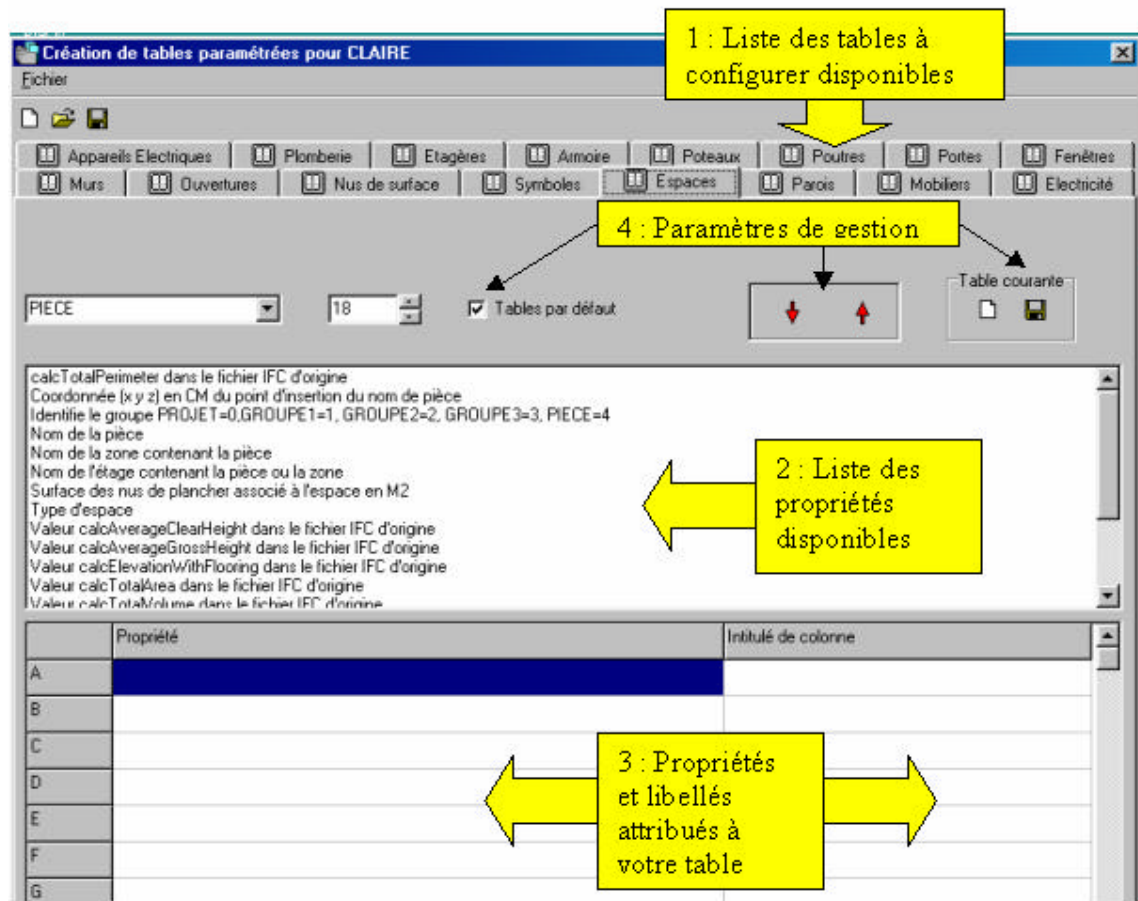 1 : Liste des tables à
configurer disponibles
Création de tables paramétrées pour CLAIRE
Fichier
Appareils Electriques
Plomberie
Etagères
Armoire
Poteaux
Poutres
Portes
Fenêtres
Murs
Ouvertures
Nus de surface
Symboles
Espaces
Parois
Mobiliers
Electricité
4 : Paramètres de gestion
PIECE
18
Tables par défaut
Table courante
calcTotalPerimeter dans le fichier IFC d'origine
Coordonnée (x y z) en CM du point d'insertion du nom de pièce
Identifie le groupe PROJET=0,GROUPE1=1, GROUPE2=2, GROUPE3=3, PIECE=4
Nom de la pièce
Nom de la zone contenant la pièce
Nom de l'étage contenant la pièce ou la zone
Surface des nus de plancher associé à l'espace en M2
Type d'espace
Valeur calcAverageClearHeight dans le fichier IFC d'origine
Valeur calcAverageGrossHeight dans le fichier IFC d'origine
Valeur calcElevationWithFlooring dans le fichier IFC d'origine
Valeur calcTotalArea dans le fichier IFC d'origine
Valeur calcTotalVolume dans le fichier IFC d'origine
2 : Liste des
propriétés
disponibles
Propriété
Intitulé de colonne
A
B
C
D
E
F
G
3 : Propriétés
et libellés
attribués à
votre table